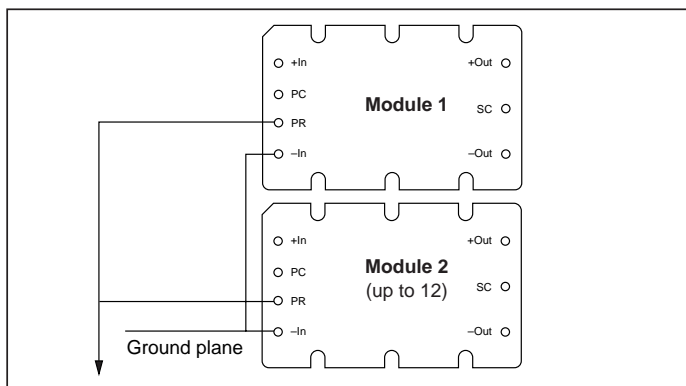 +In
+Out
PC
Module 1
SC
PR
–In
–Out
+In
+Out
PC
Module 2
(up to 12)
SC
PR
–In
–Out
Ground plane